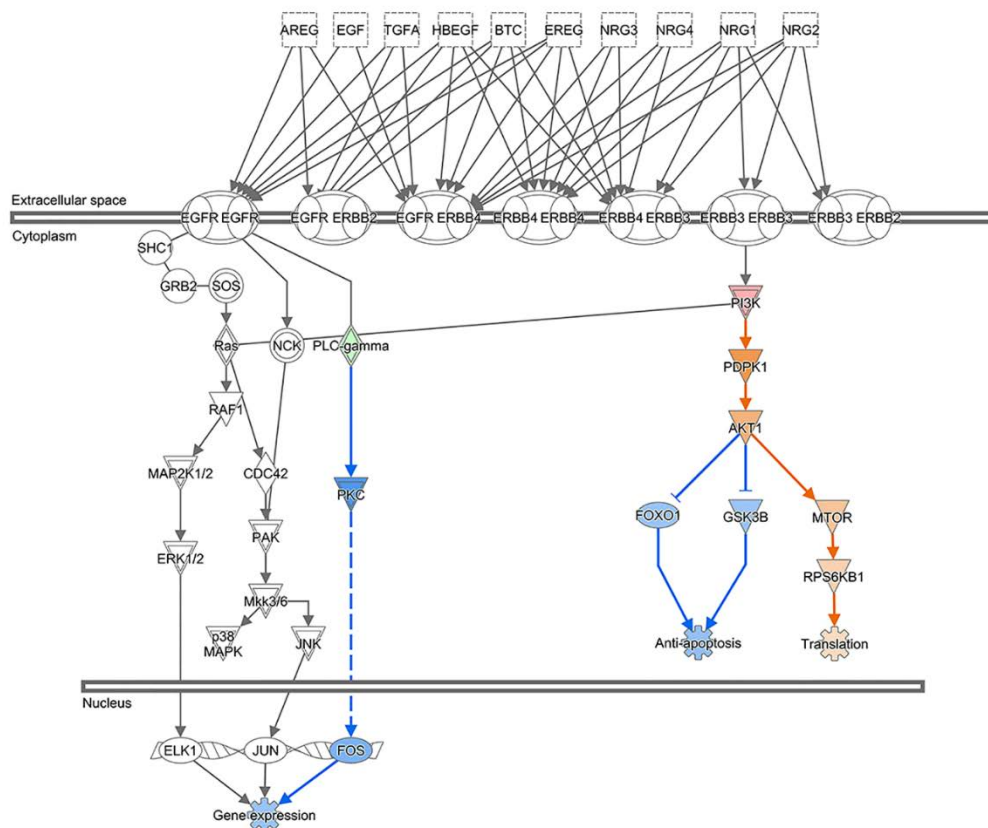 AREG EGF TGFA HBEGF BTC EREG NRG3 NRG4 NRG1 NRG2
Extracellular space
EGFR EGFR EGFR ERBB2 EGFR ERBB4 ERBB4 ERBB4 ERBB4 ERBB3 ERBB3 ERBB3 ERBB3 ERBB2
Cytoplasm
SHC1
GRB2 SOS
PI3K
Ras NCK PLC-gamma
PDPK1
RAF1
AKT1
MAP2K1/2 CDC42
PKC
FOXO1 GSK3B MTOR
PAK
ERK1/2
RPS6KB1
Mkk3/6
p38
MAPK
JNK
Anti-apoptosis Translation
Nucleus
ELK1 JUN FOS
Gene expression